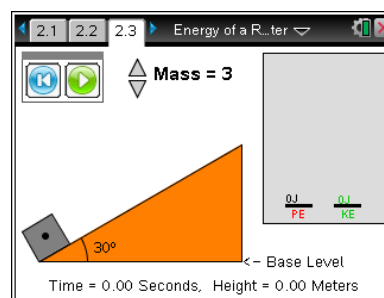 2.1 2.2 2.3 Energy of a R…ter
Mass = 3
0J 0J
PE KE
30º
<– Base Level
Time = 0.00 Seconds, Height = 0.00 Meters